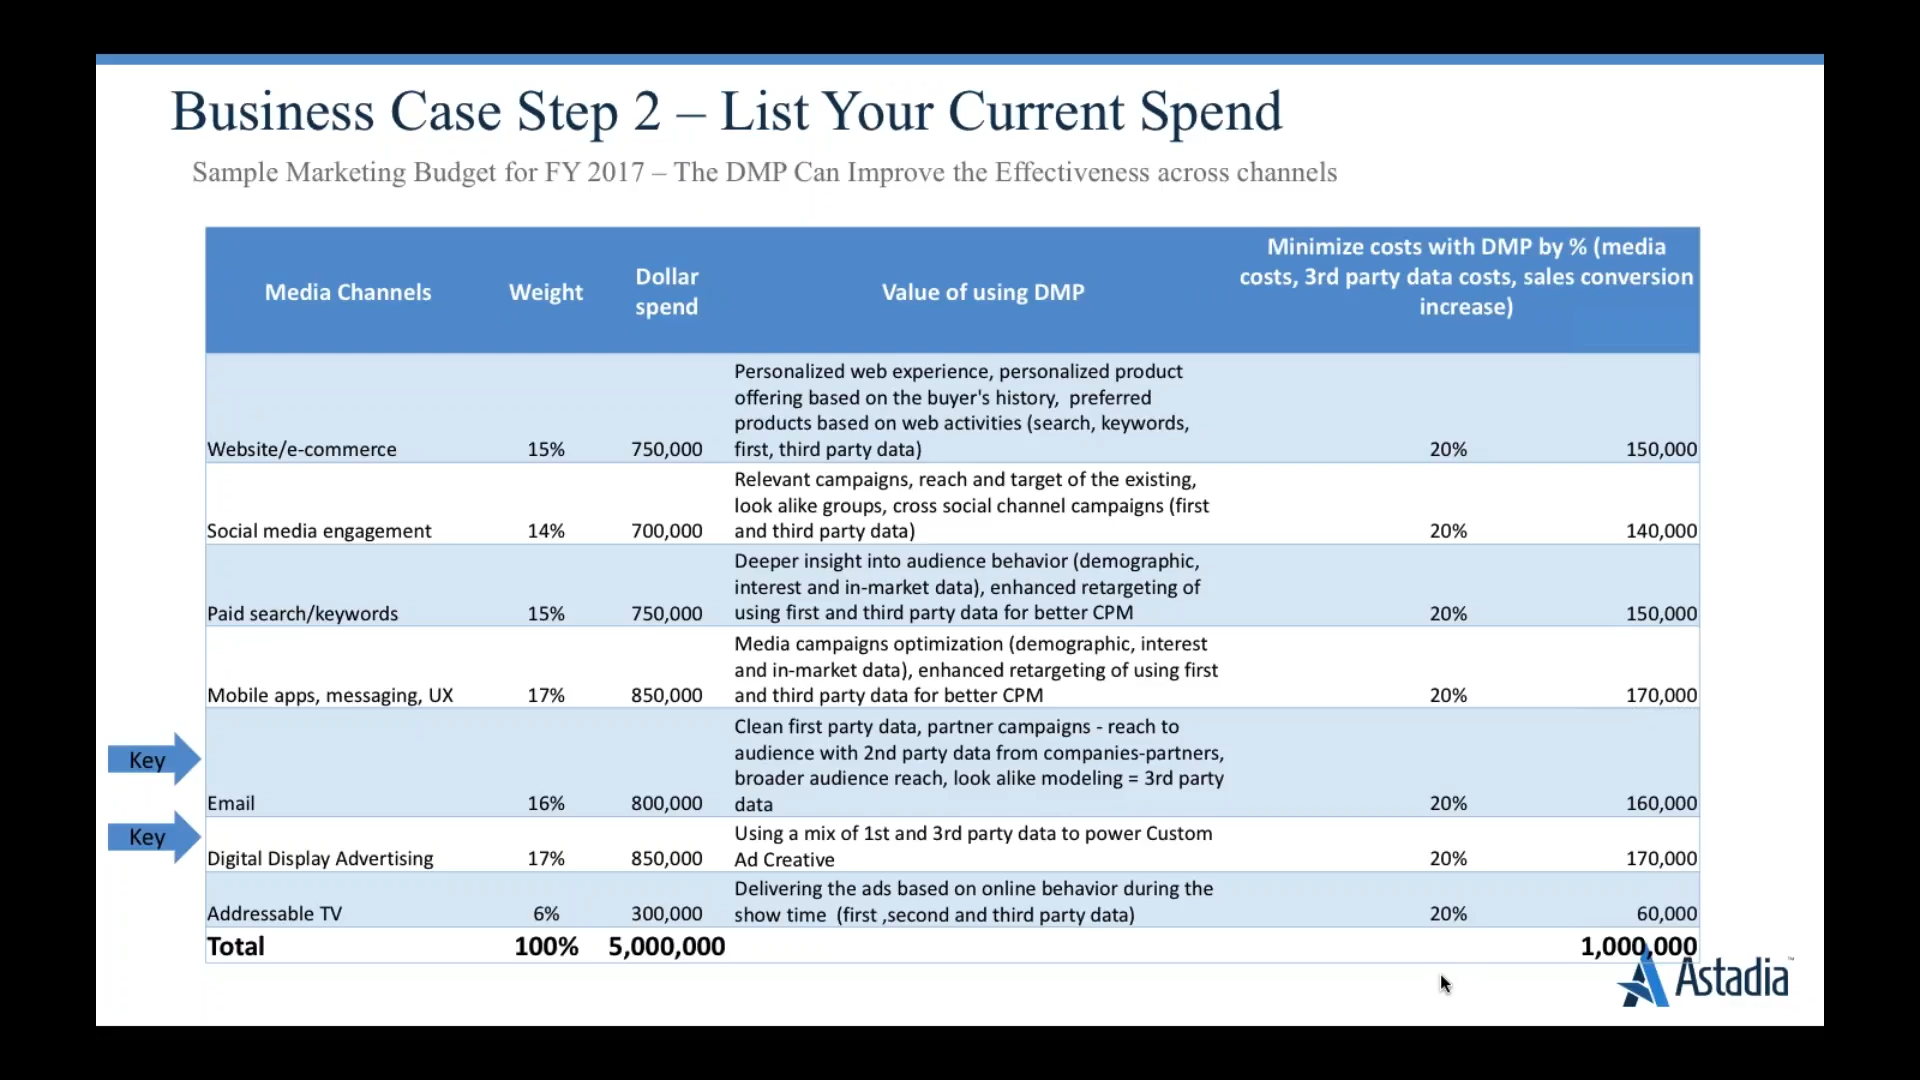 Business Case Step 2 – List Your Current Spend
Sample Marketing Budget for FY 2017 – The DMP Can Improve the Effectiveness across channels
Media Channels
Weight
Dollar
spend
Value of using DMP
Minimize costs with DMP by % (media
costs, 3rd party data costs, sales conversion
increase)
Personalized web experience, personalized product
offering based on the buyer's history,  preferred
products based on web activities (search, keywords,
Website/e-commerce 15% 750,000 first, third party data) 20% 150,000
Relevant campaigns, reach and target of the existing,
look alike groups, cross social channel campaigns (first
Social media engagement 14% 700,000 and third party data) 20% 140,000
Deeper insight into audience behavior (demographic,
interest and in-market data), enhanced retargeting of
Paid search/keywords 15% 750,000 using first and third party data for better CPM 20% 150,000
Media campaigns optimization (demographic, interest
and in-market data), enhanced retargeting of using first
Mobile apps, messaging, UX 17% 850,000 and third party data for better CPM 20% 170,000
Clean first party data, partner campaigns - reach to
Key audience with 2nd party data from companies-partners,
broader audience reach, look alike modeling = 3rd party
Email 16% 800,000 data 20% 160,000
Key Using a mix of 1st and 3rd party data to power Custom
Digital Display Advertising 17% 850,000 Ad Creative 20% 170,000
Delivering the ads based on online behavior during the
Addressable TV 6% 300,000 show time  (first ,second and third party data) 20% 60,000
Total 100% 5,000,000 1,000,000
Astadia™